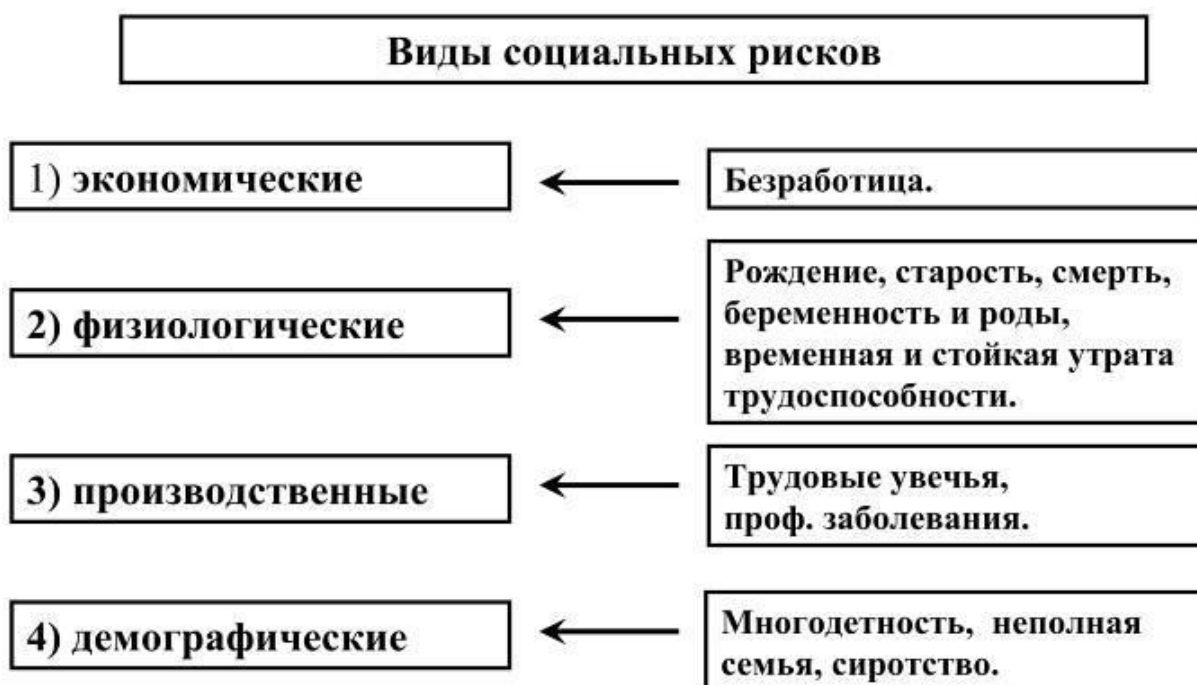 Виды социальных рисков
1) экономические
Безработица.
2) физиологические
Рождение, старость, смерть,
беременность и роды,
временная и стойкая утрата
трудоспособности.
3) производственные
Трудовые увечья,
проф. заболевания.
4) демографические
Многодетность, неполная
семья, сиротство.